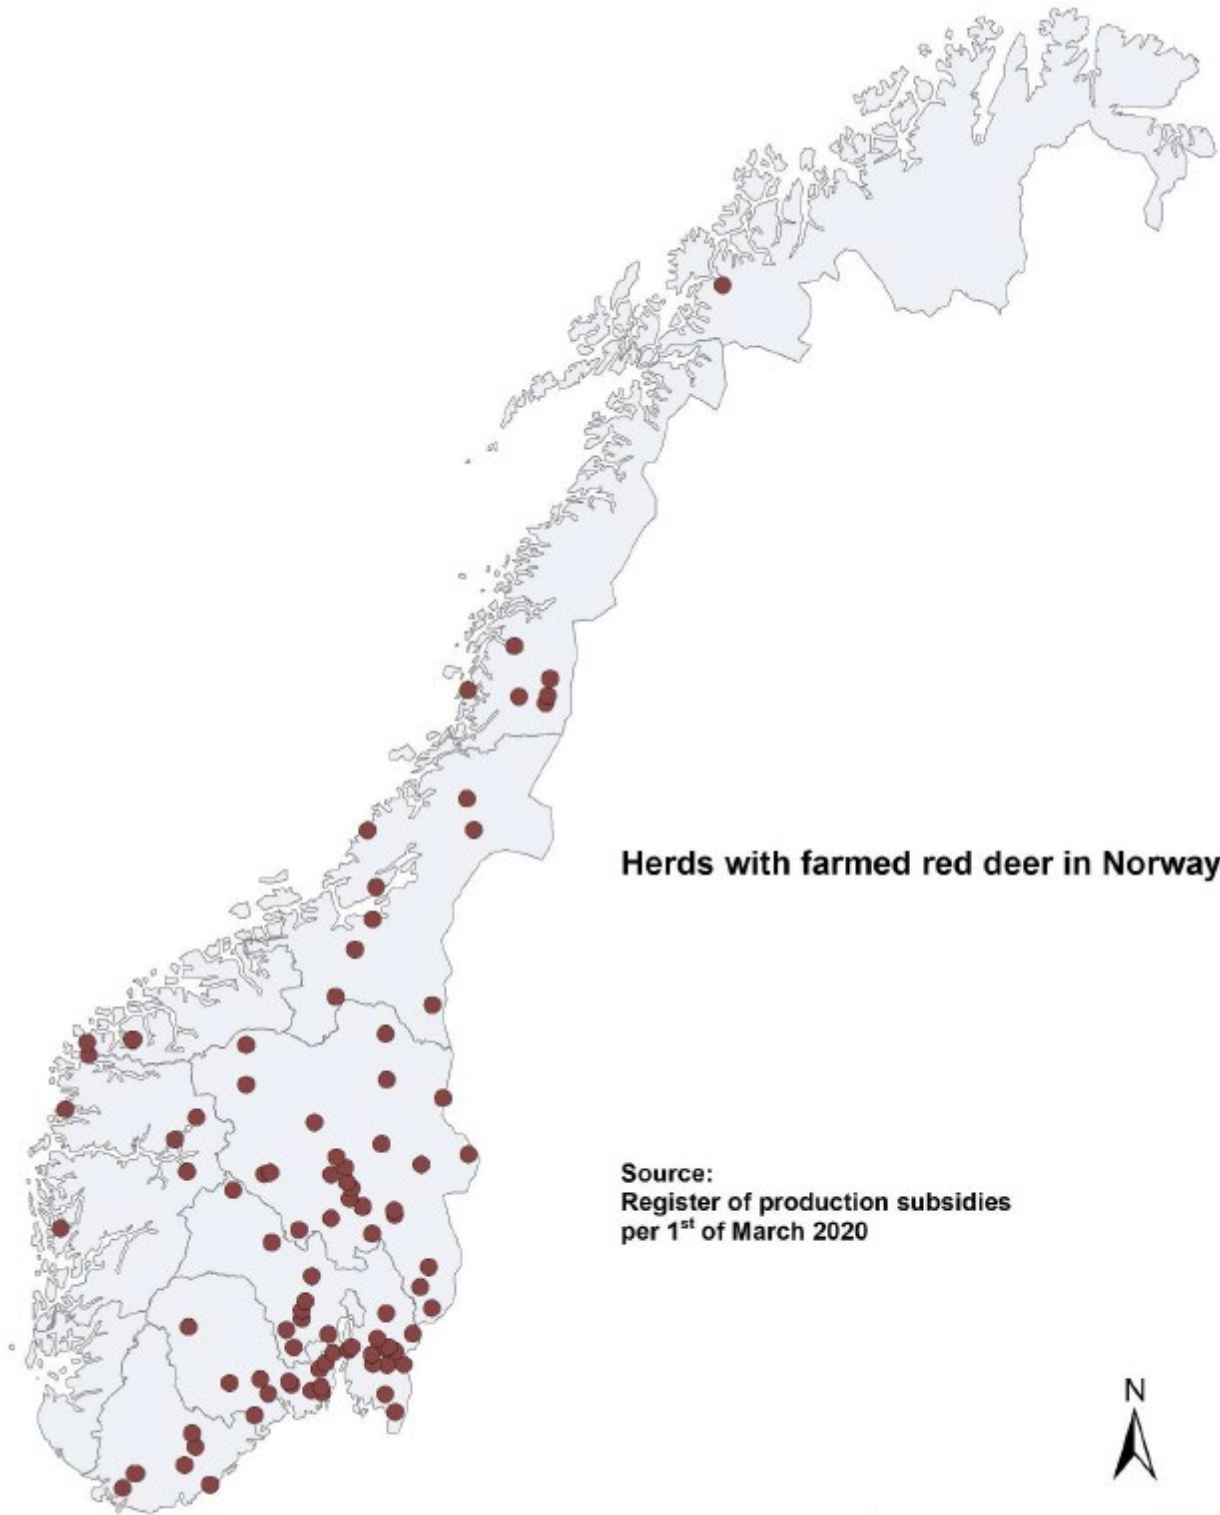 Herds with farmed red deer in Norway
Source:
Register of production subsidies
per 1st of March 2020
N